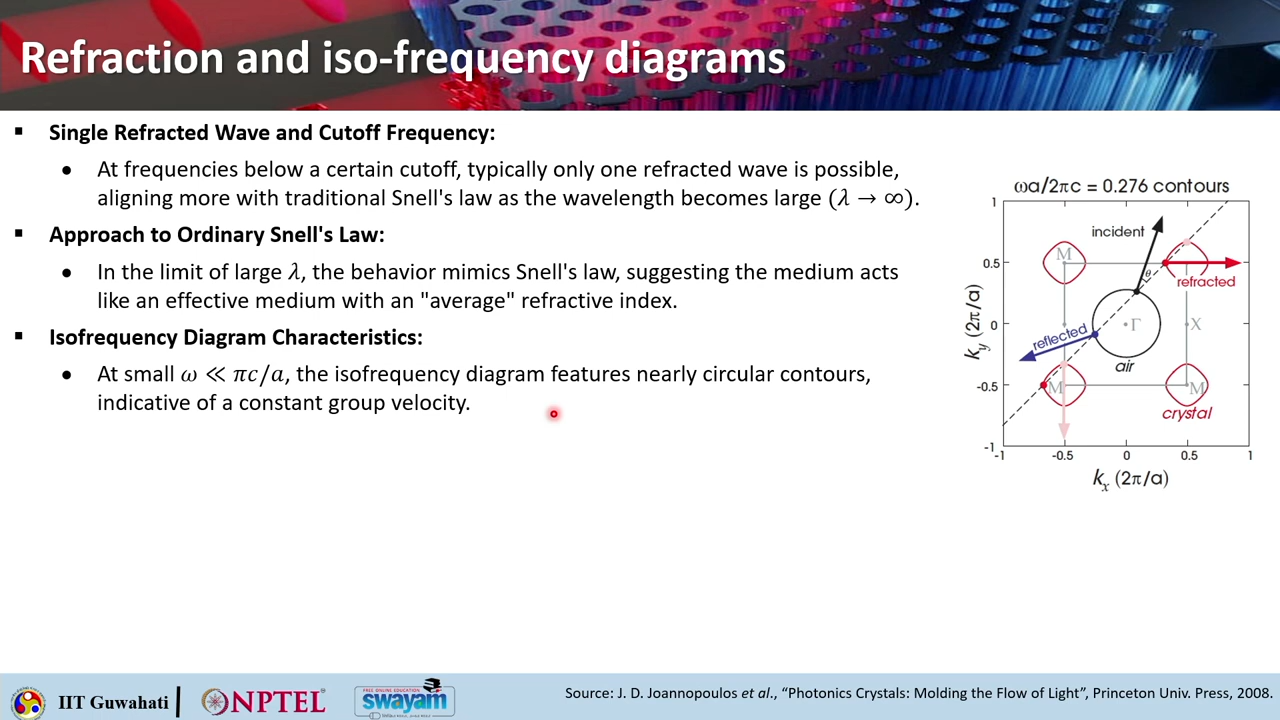 Refraction and iso-frequency diagrams
▪ Single Refracted Wave and Cutoff Frequency:
• At frequencies below a certain cutoff, typically only one refracted wave is possible,
aligning more with traditional Snell's law as the wavelength becomes large (λ → ∞).
▪ Approach to Ordinary Snell's Law:
• In the limit of large λ, the behavior mimics Snell's law, suggesting the medium acts
like an effective medium with an "average" refractive index.
▪ Isofrequency Diagram Characteristics:
• At small ω ≪ πc/a, the isofrequency diagram features nearly circular contours,
indicative of a constant group velocity.
ωa/2πc = 0.276 contours
1
incident
M
0.5
θ
refracted
k_y (2π/a)
0
Γ
X
reflected
air
-0.5
M
M
crystal
-1
-1
-0.5
0
0.5
1
k_x (2π/a)
IIT Guwahati
NPTEL
FREE ONLINE EDUCATION
swayam
Source: J. D. Joannopoulos et al., “Photonic Crystals: Molding the Flow of Light”, Princeton Univ. Press, 2008.